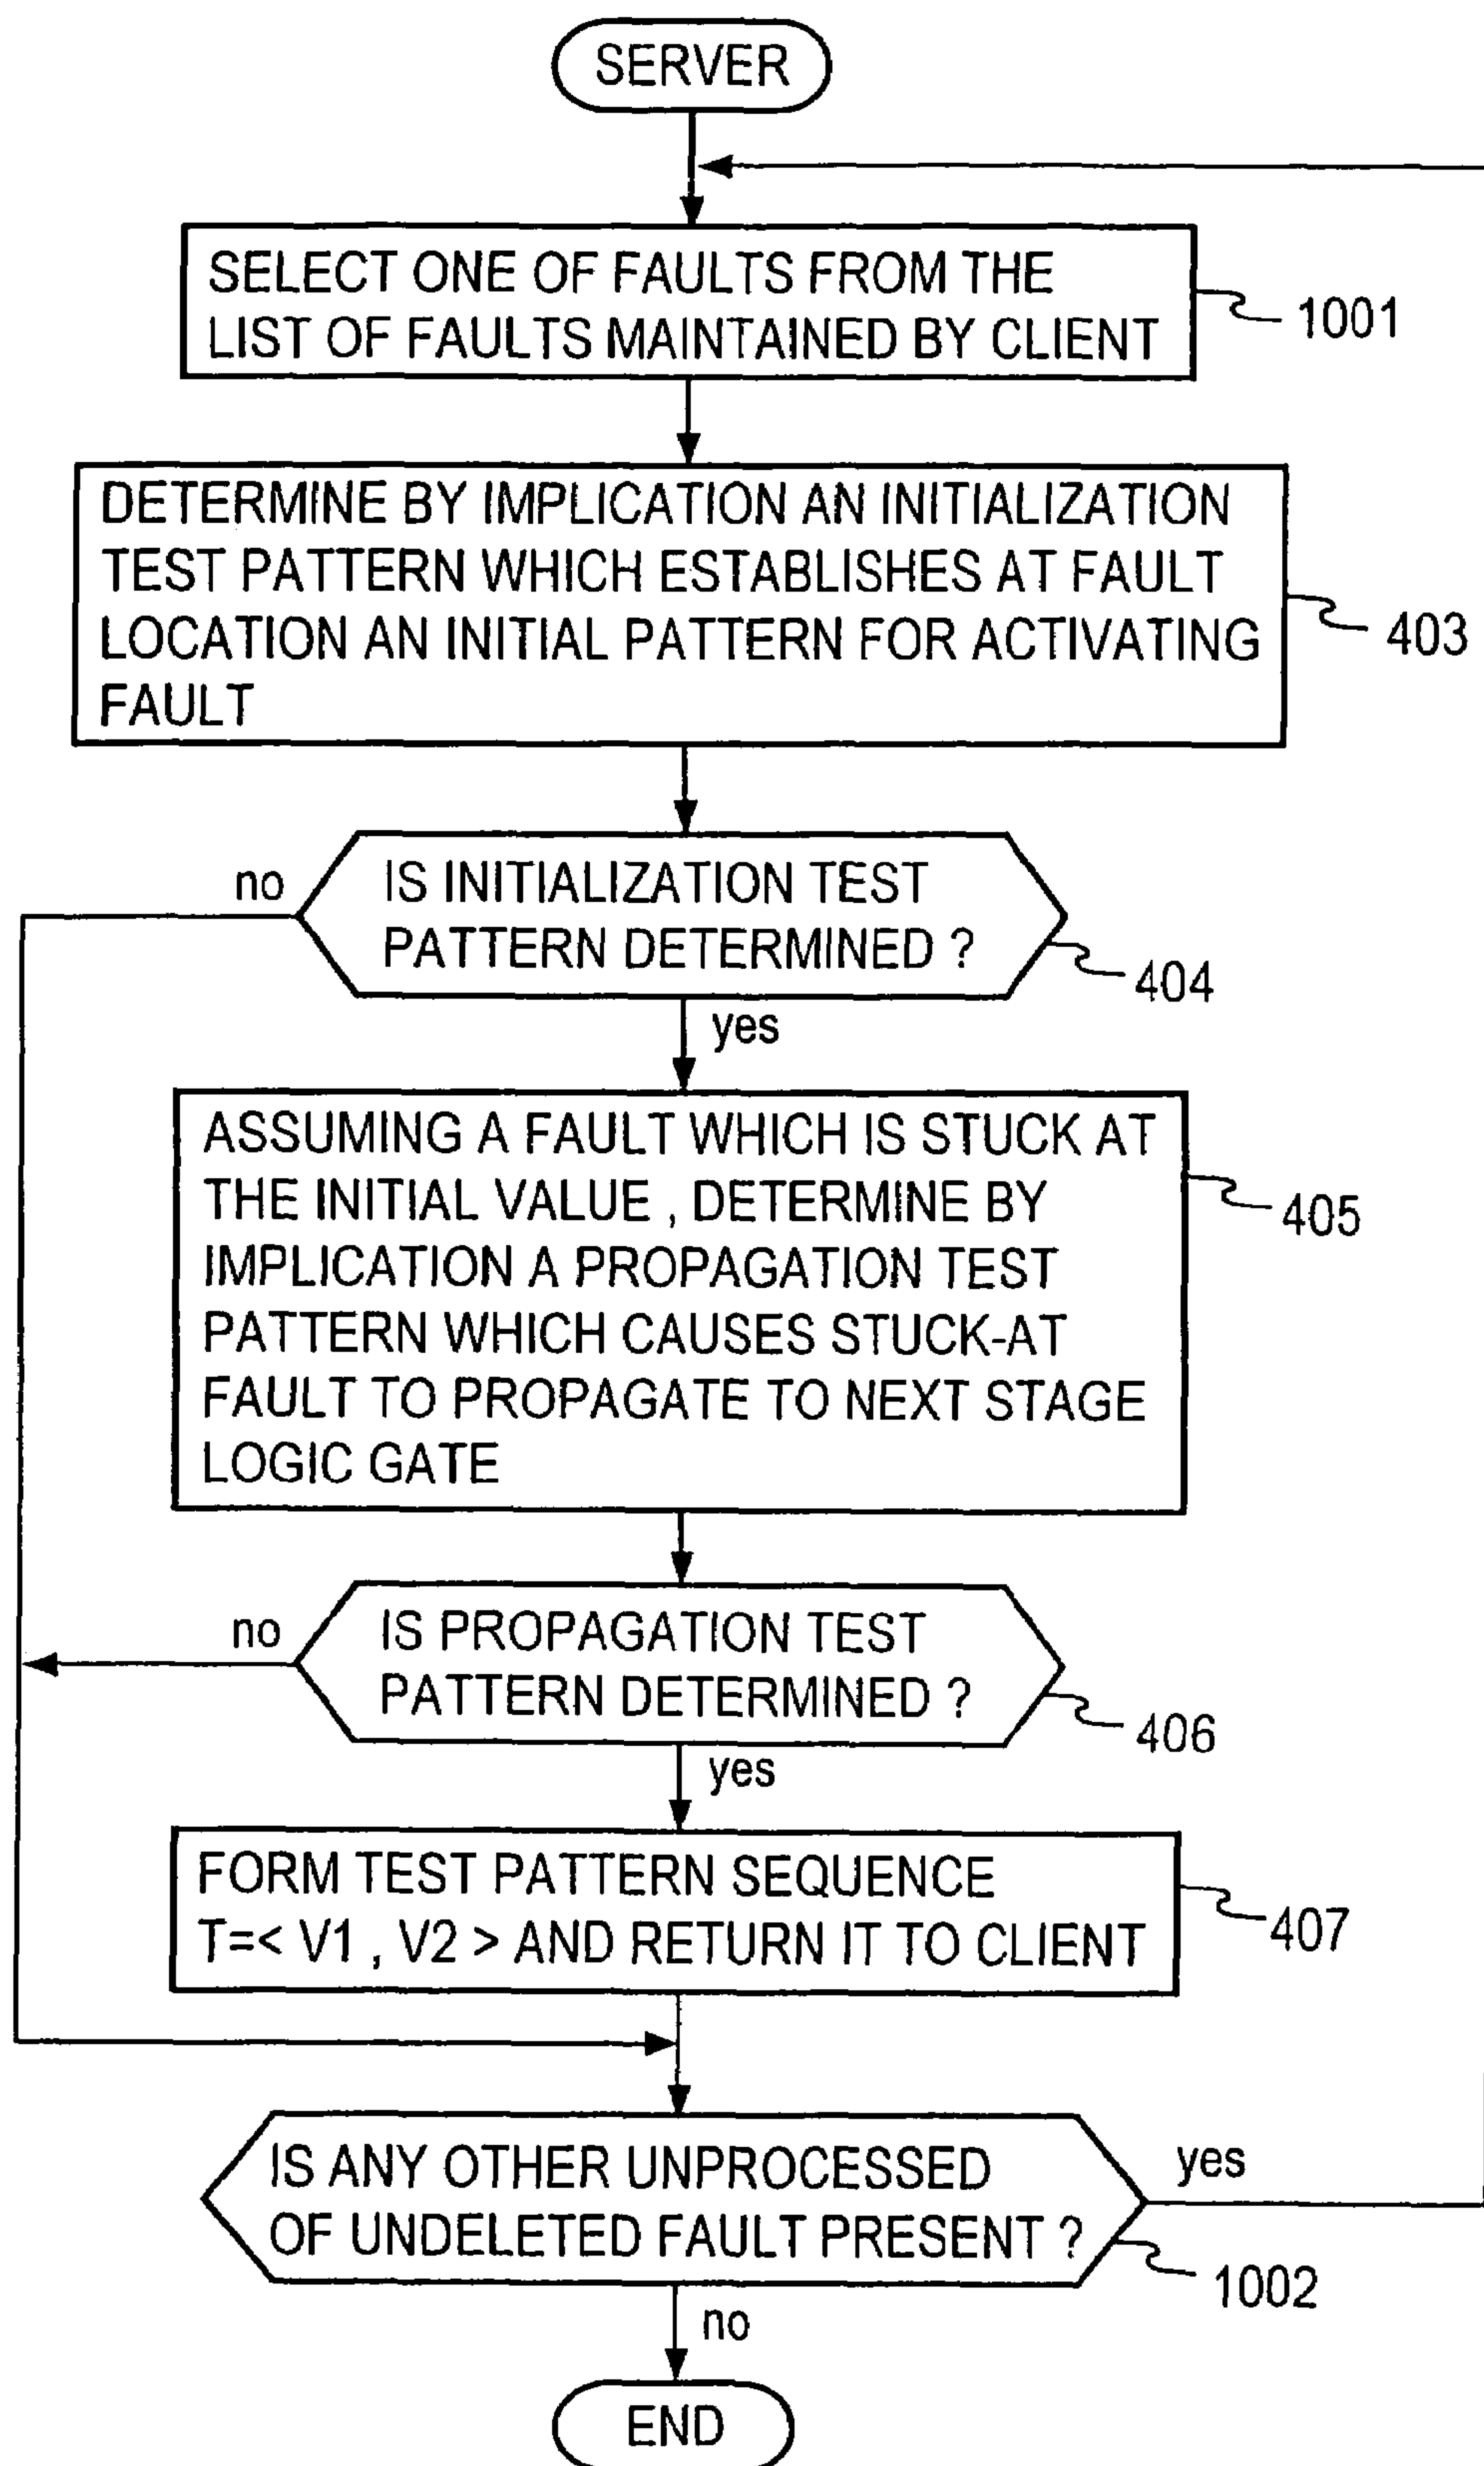 SERVER
SELECT ONE OF FAULTS FROM THE
LIST OF FAULTS MAINTAINED BY CLIENT
1001
DETERMINE BY IMPLICATION AN INITIALIZATION
TEST PATTERN WHICH ESTABLISHES AT FAULT
LOCATION AN INITIAL PATTERN FOR ACTIVATING
FAULT
403
no
IS INITIALIZATION TEST
PATTERN DETERMINED ?
404
yes
ASSUMING A FAULT WHICH IS STUCK AT
THE INITIAL VALUE , DETERMINE BY
IMPLICATION A PROPAGATION TEST
PATTERN WHICH CAUSES STUCK-AT
FAULT TO PROPAGATE TO NEXT STAGE
LOGIC GATE
405
no
IS PROPAGATION TEST
PATTERN DETERMINED ?
406
yes
FORM TEST PATTERN SEQUENCE
T=< V1 , V2 > AND RETURN IT TO CLIENT
407
IS ANY OTHER UNPROCESSED
OF UNDELETED FAULT PRESENT ?
yes
1002
no
END